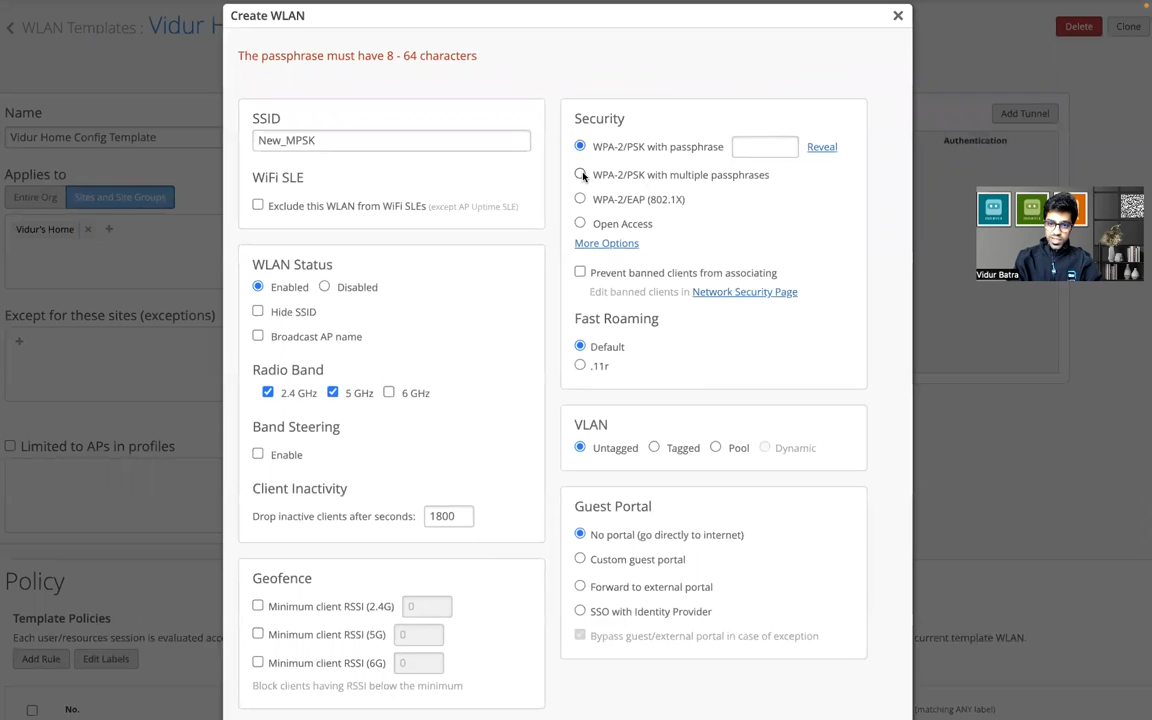 WLAN Templates : Vidur H
Delete
Clone
Name
Vidur Home Config Template
Applies to
Entire Org
Sites and Site Groups
Vidur's Home
Except for these sites (exceptions)
Limited to APs in profiles
Add Tunnel
Authentication
Create WLAN
The passphrase must have 8 - 64 characters
SSID
New_MPSK
WiFi SLE
Exclude this WLAN from WiFi SLEs (except AP Uptime SLE)
WLAN Status
Enabled
Disabled
Hide SSID
Broadcast AP name
Radio Band
2.4 GHz
5 GHz
6 GHz
Band Steering
Enable
Client Inactivity
Drop inactive clients after seconds: 1800
Geofence
Minimum client RSSI (2.4G) 0
Minimum client RSSI (5G) 0
Minimum client RSSI (6G) 0
Block clients having RSSI below the minimum
Security
WPA-2/PSK with passphrase
Reveal
WPA-2/PSK with multiple passphrases
WPA-2/EAP (802.1X)
Open Access
More Options
Prevent banned clients from associating
Edit banned clients in Network Security Page
Fast Roaming
Default
.11r
VLAN
Untagged
Tagged
Pool
Dynamic
Guest Portal
No portal (go directly to internet)
Custom guest portal
Forward to external portal
SSO with Identity Provider
Bypass guest/external portal in case of exception
Vidur Batra
Policy
Template Policies
Each user/resources session is evaluated
current template WLAN.
Add Rule
Edit Labels
No.
(matching ANY label)